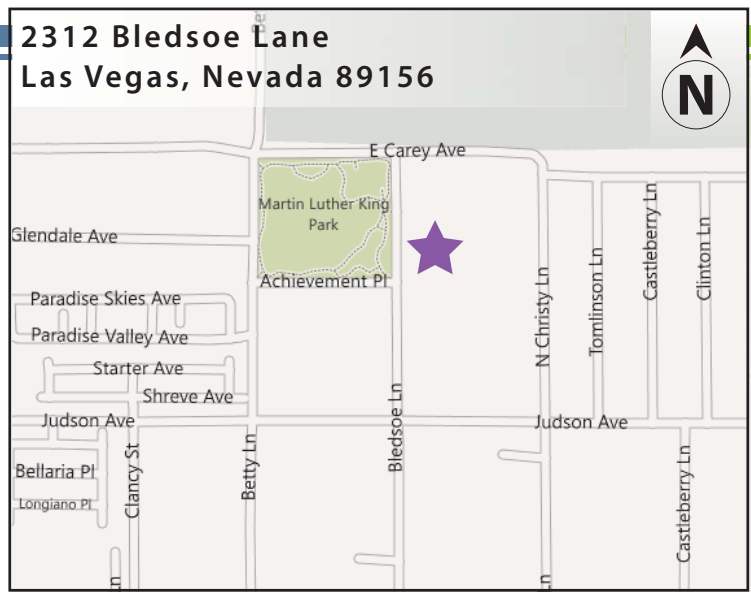 2312 Bledsoe Lane
Las Vegas, Nevada 89156
N
E Carey Ave
Martin Luther King
Park
Glendale Ave
Achievement Pl
Paradise Skies Ave
Paradise Valley Ave
Starter Ave
Shreve Ave
Judson Ave
Judson Ave
Bellaria Pl
Longiano Pl
Clancy St
Betty Ln
Bledsoe Ln
N Christy Ln
Tomlinson Ln
Castleberry Ln
Clinton Ln
Castleberry Ln